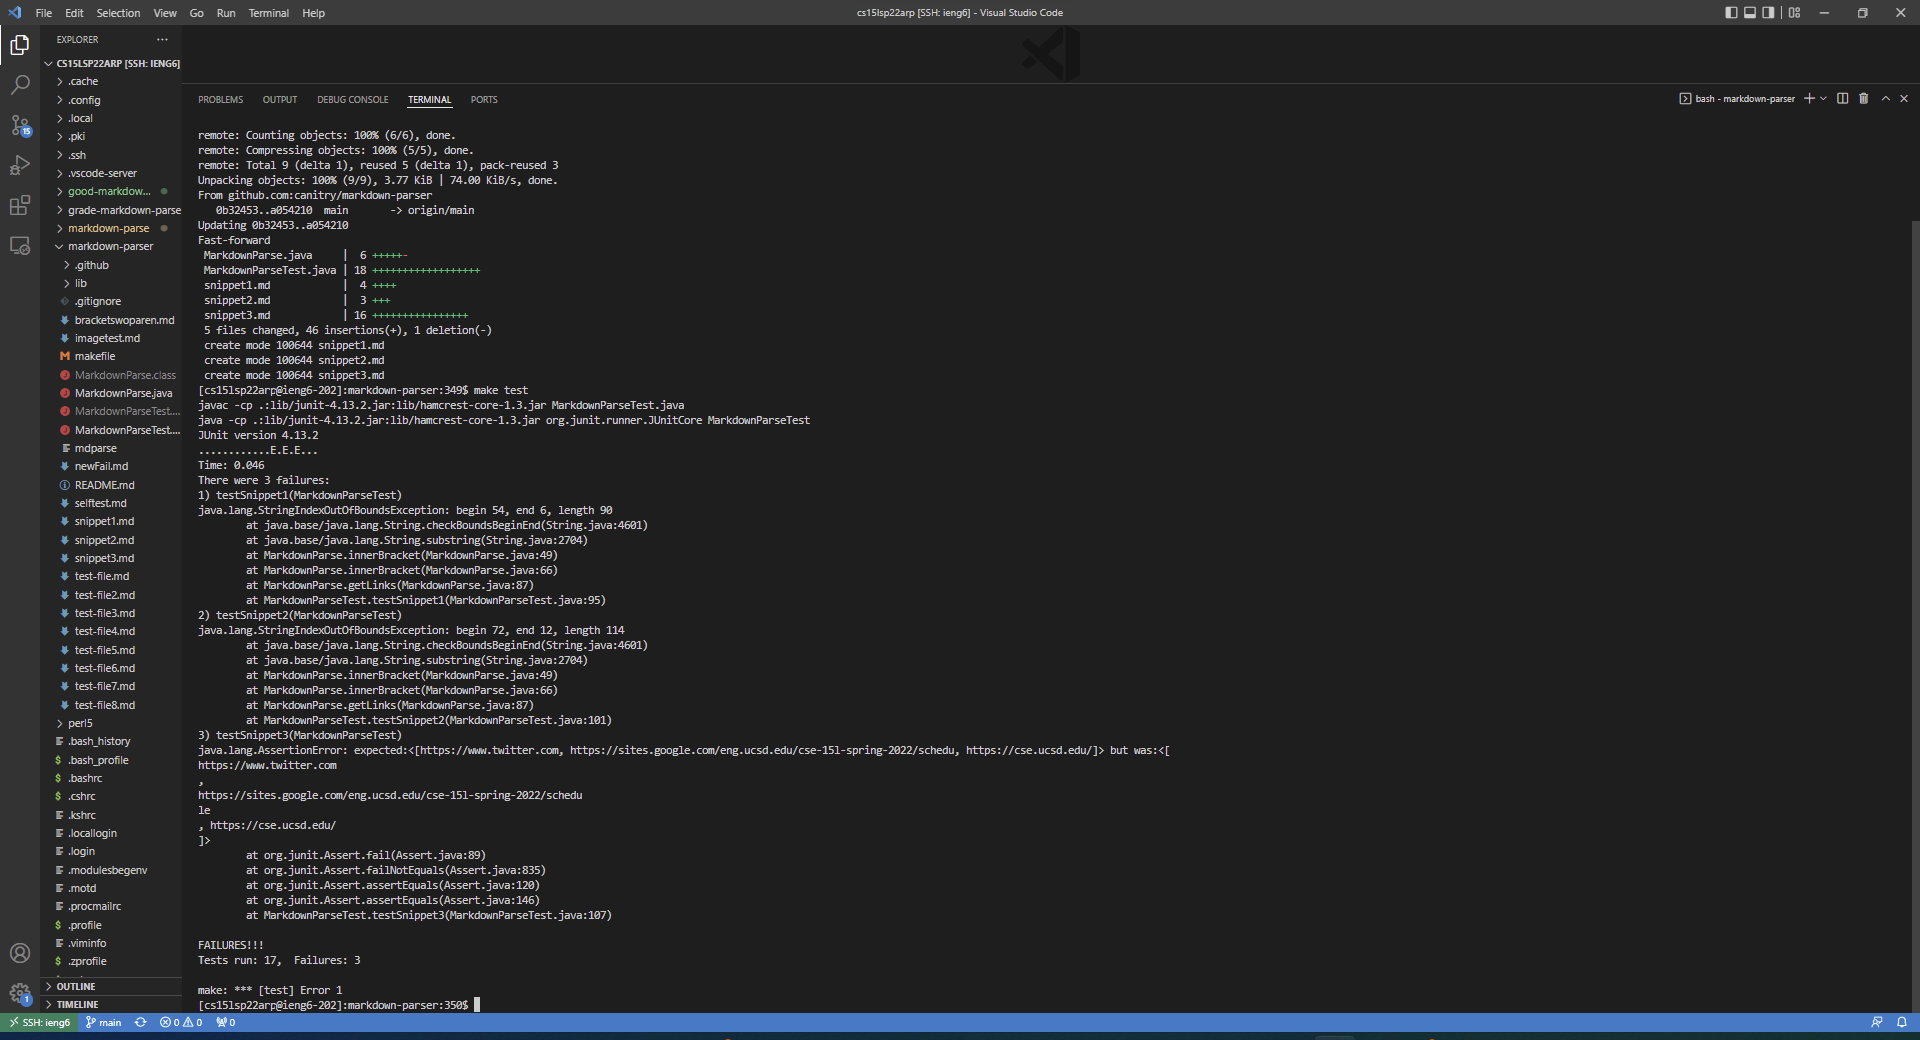 File Edit Selection View Go Run Terminal Help
cs15lsp22arp [SSH: ieng6] - Visual Studio Code
EXPLORER ...
CS15LSP22ARP [SSH: IENG6]
.cache
.config
.local
.pki
.ssh
.vscode-server
good-markdow...
grade-markdown-parse
markdown-parse
markdown-parser
.github
lib
.gitignore
bracketswoparen.md
imagetest.md
makefile
MarkdownParse.class
MarkdownParse.java
MarkdownParseTest....
MarkdownParseTest....
mdparse
newFail.md
README.md
selftest.md
snippet1.md
snippet2.md
snippet3.md
test-file.md
test-file2.md
test-file3.md
test-file4.md
test-file5.md
test-file6.md
test-file7.md
test-file8.md
perl5
.bash_history
.bash_profile
.bashrc
.cshrc
.kshrc
.locallogin
.login
.modulesbegenv
.motd
.procmailrc
.profile
.viminfo
.zprofile
OUTLINE
TIMELINE
15
1
PROBLEMS OUTPUT DEBUG CONSOLE TERMINAL PORTS
bash - markdown-parser
remote: Counting objects: 100% (6/6), done.
remote: Compressing objects: 100% (5/5), done.
remote: Total 9 (delta 1), reused 5 (delta 1), pack-reused 3
Unpacking objects: 100% (9/9), 3.77 KiB | 74.00 KiB/s, done.
From github.com:canitry/markdown-parser
   0b32453..a054210  main       -> origin/main
Updating 0b32453..a054210
Fast-forward
 MarkdownParse.java     |  6 +++++-
 MarkdownParseTest.java | 18 ++++++++++++++++++
 snippet1.md            |  4 ++++
 snippet2.md            |  3 +++
 snippet3.md            | 16 ++++++++++++++++
 5 files changed, 46 insertions(+), 1 deletion(-)
 create mode 100644 snippet1.md
 create mode 100644 snippet2.md
 create mode 100644 snippet3.md
[cs15lsp22arp@ieng6-202]:markdown-parser:349$ make test
javac -cp .:lib/junit-4.13.2.jar:lib/hamcrest-core-1.3.jar MarkdownParseTest.java
java -cp .:lib/junit-4.13.2.jar:lib/hamcrest-core-1.3.jar org.junit.runner.JUnitCore MarkdownParseTest
JUnit version 4.13.2
............E.E.E...
Time: 0.046
There were 3 failures:
1) testSnippet1(MarkdownParseTest)
java.lang.StringIndexOutOfBoundsException: begin 54, end 6, length 90
        at java.base/java.lang.String.checkBoundsBeginEnd(String.java:4601)
        at java.base/java.lang.String.substring(String.java:2704)
        at MarkdownParse.innerBracket(MarkdownParse.java:49)
        at MarkdownParse.innerBracket(MarkdownParse.java:66)
        at MarkdownParse.getLinks(MarkdownParse.java:87)
        at MarkdownParseTest.testSnippet1(MarkdownParseTest.java:95)
2) testSnippet2(MarkdownParseTest)
java.lang.StringIndexOutOfBoundsException: begin 72, end 12, length 114
        at java.base/java.lang.String.checkBoundsBeginEnd(String.java:4601)
        at java.base/java.lang.String.substring(String.java:2704)
        at MarkdownParse.innerBracket(MarkdownParse.java:49)
        at MarkdownParse.innerBracket(MarkdownParse.java:66)
        at MarkdownParse.getLinks(MarkdownParse.java:87)
        at MarkdownParseTest.testSnippet2(MarkdownParseTest.java:101)
3) testSnippet3(MarkdownParseTest)
java.lang.AssertionError: expected:<[https://www.twitter.com, https://sites.google.com/eng.ucsd.edu/cse-15l-spring-2022/schedu, https://cse.ucsd.edu/]> but was:<[
https://www.twitter.com
,
https://sites.google.com/eng.ucsd.edu/cse-15l-spring-2022/schedu
le
, https://cse.ucsd.edu/
]>
        at org.junit.Assert.fail(Assert.java:89)
        at org.junit.Assert.failNotEquals(Assert.java:835)
        at org.junit.Assert.assertEquals(Assert.java:120)
        at org.junit.Assert.assertEquals(Assert.java:146)
        at MarkdownParseTest.testSnippet3(MarkdownParseTest.java:107)
FAILURES!!!
Tests run: 17,  Failures: 3
make: *** [test] Error 1
[cs15lsp22arp@ieng6-202]:markdown-parser:350$
SSH: ieng6 main 0 0 0